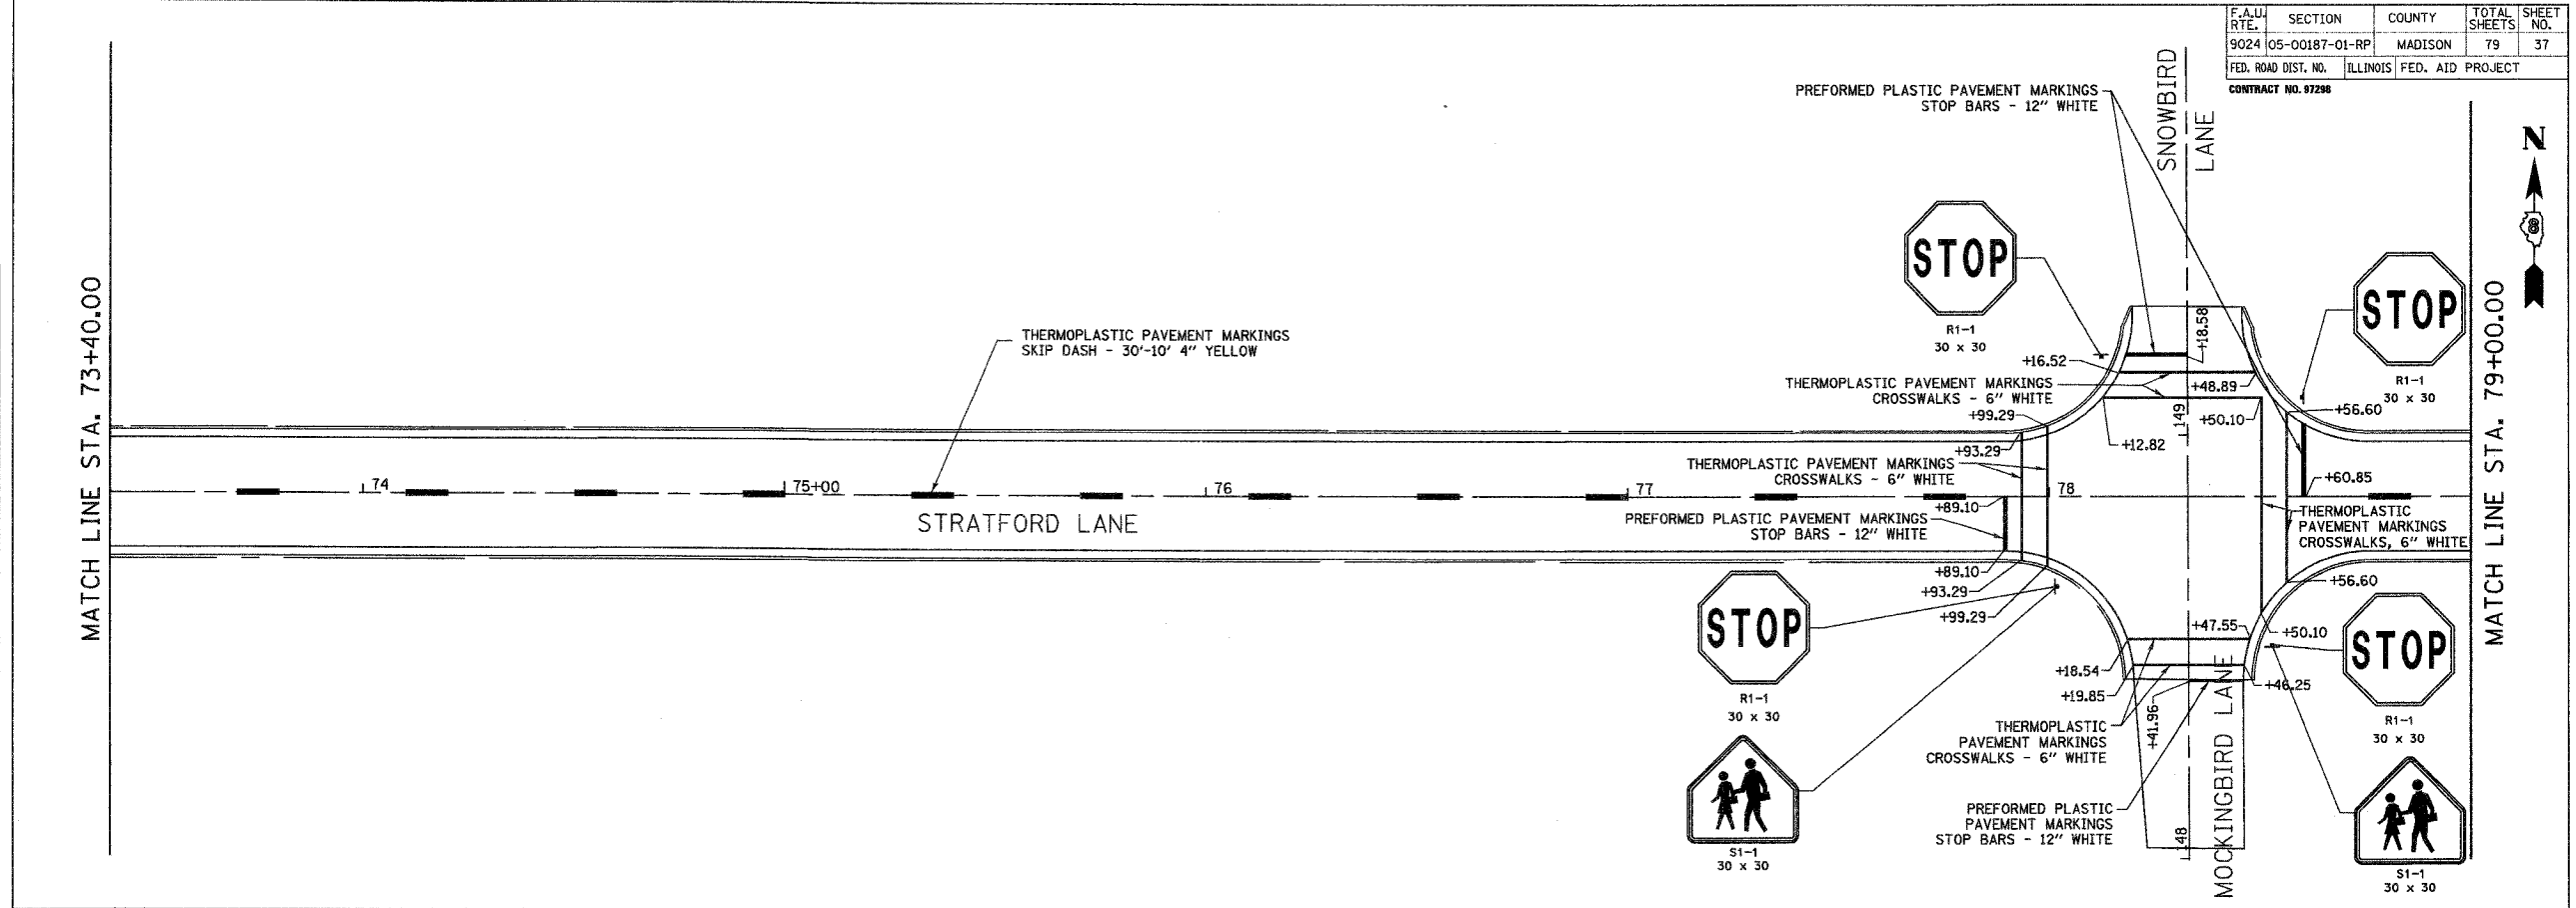 F.A.U. RTE. SECTION COUNTY TOTAL SHEETS SHEET NO.
9024 05-00187-01-RP MADISON 79 37
FED. ROAD DIST. NO. ILLINOIS FED. AID PROJECT
CONTRACT NO. 97298
N
MATCH LINE STA. 73+40.00
MATCH LINE STA. 79+00.00
SNOWBIRD
LANE
PREFORMED PLASTIC PAVEMENT MARKINGS
STOP BARS - 12" WHITE
STOP
R1-1
30 x 30
STOP
R1-1
30 x 30
THERMOPLASTIC PAVEMENT MARKINGS
SKIP DASH - 30'-10' 4" YELLOW
+18.58
+16.52
+48.89
THERMOPLASTIC PAVEMENT MARKINGS
CROSSWALKS - 6" WHITE
+99.29
149
+50.10
+56.60
+12.82
+93.29
THERMOPLASTIC PAVEMENT MARKINGS
CROSSWALKS - 6" WHITE
+60.85
74
75+00
76
77
78
+89.10
STRATFORD LANE
PREFORMED PLASTIC PAVEMENT MARKINGS
STOP BARS - 12" WHITE
THERMOPLASTIC
PAVEMENT MARKINGS
CROSSWALKS, 6" WHITE
+89.10
+93.29
+99.29
+56.60
STOP
R1-1
30 x 30
+47.55
+50.10
STOP
R1-1
30 x 30
+18.54
+19.85
+46.25
+41.96
THERMOPLASTIC
PAVEMENT MARKINGS
CROSSWALKS - 6" WHITE
PREFORMED PLASTIC
PAVEMENT MARKINGS
STOP BARS - 12" WHITE
148
MOCKINGBIRD LANE
S1-1
30 x 30
S1-1
30 x 30